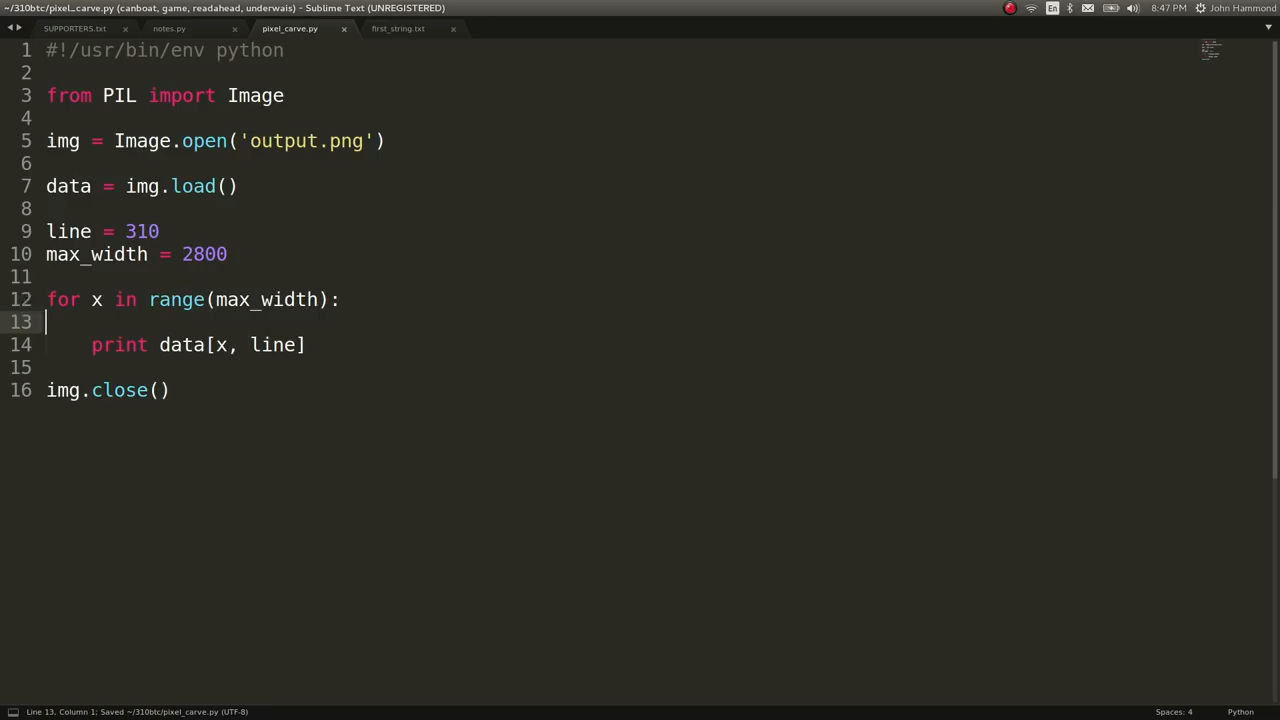 ~/310btc/pixel_carve.py (canboat, game, readahead, underwais) - Sublime Text (UNREGISTERED)
En
8:47 PM
John Hammond
SUPPORTERS.txt ×
notes.py ×
pixel_carve.py ×
first_string.txt ×
1 #!/usr/bin/env python
2
3 from PIL import Image
4
5 img = Image.open('output.png')
6
7 data = img.load()
8
9 line = 310
10 max_width = 2800
11
12 for x in range(max_width):
13
14     print data[x, line]
15
16 img.close()
Line 13, Column 1; Saved ~/310btc/pixel_carve.py (UTF-8)
Spaces: 4
Python